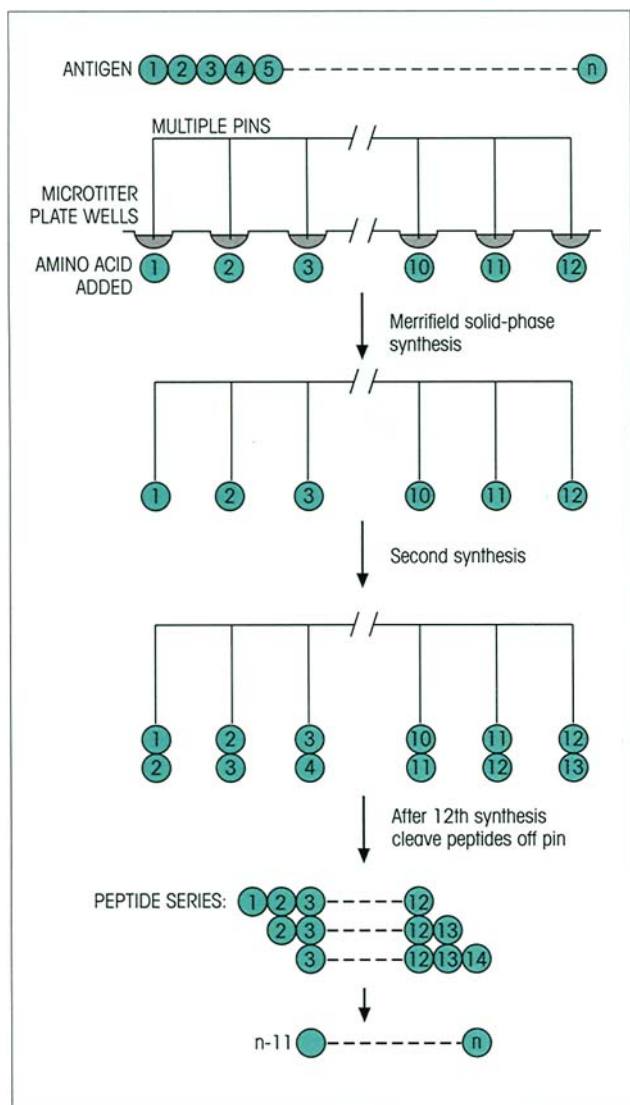 ANTIGEN 1 2 3 4 5 n
MULTIPLE PINS
MICROTITER
PLATE WELLS
AMINO ACID
ADDED
1 2 3 10 11 12
Merrifield solid-phase
synthesis
1 2 3 10 11 12
Second synthesis
1 2 3 10 11 12
2 3 4 11 12 13
After 12th synthesis
cleave peptides off pin
PEPTIDE SERIES: 1 2 3 12
2 3 12 13
3 12 13 14
n-11 n